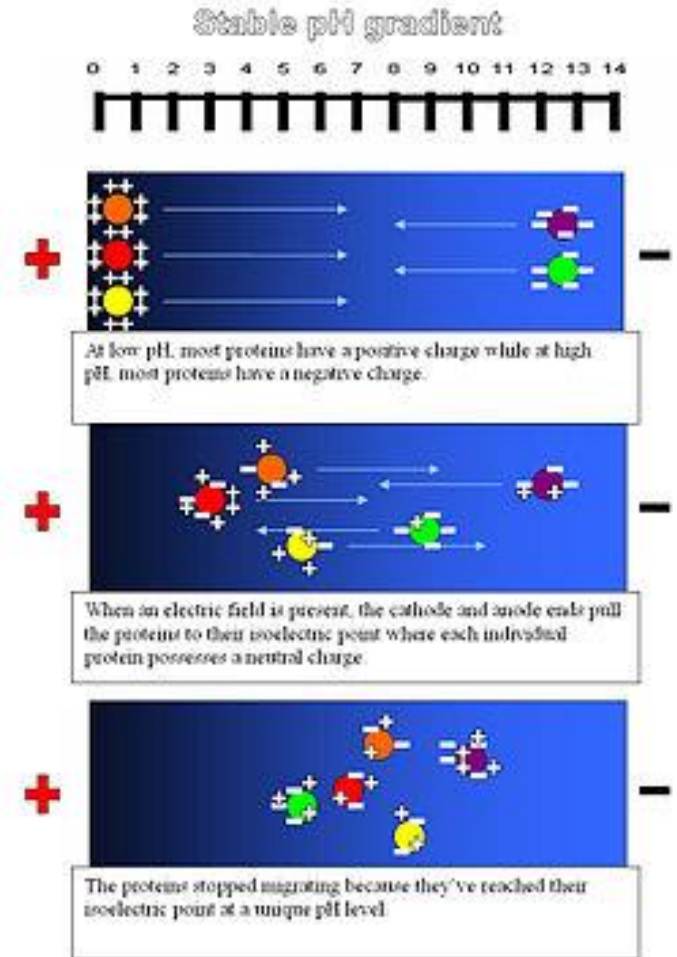 Stable pH gradient
0 1 2 3 4 5 6 7 8 9 10 11 12 13 14
At low pH, most proteins have a positive charge while at high
pH, most proteins have a negative charge.
When an electric field is present, the cathode and anode ends pull
the proteins to their isoelectric point where each individual
protein possesses a neutral charge.
The proteins stopped migrating because they've reached their
isoelectric point at a unique pH level.